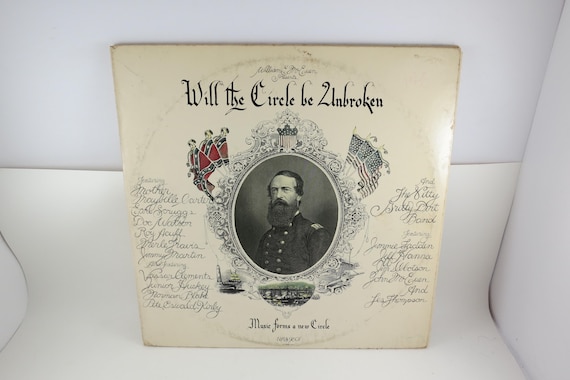 William E. McEuen
Presents
Will the Circle be Unbroken
Featuring
Mother
Maybelle Carter
Earl Scruggs
Doc Watson
Roy Acuff
Merle Travis
Jimmy Martin
Vassar Clements
Junior Huskey
Norman Blake
Pete Oswald Kirby
And
The Nitty
Gritty Dirt
Band
Featuring
Jimmie Fadden
Jeff Hanna
Jim Ibbotson
John McEuen
And
Les Thompson
Music forms a new Circle